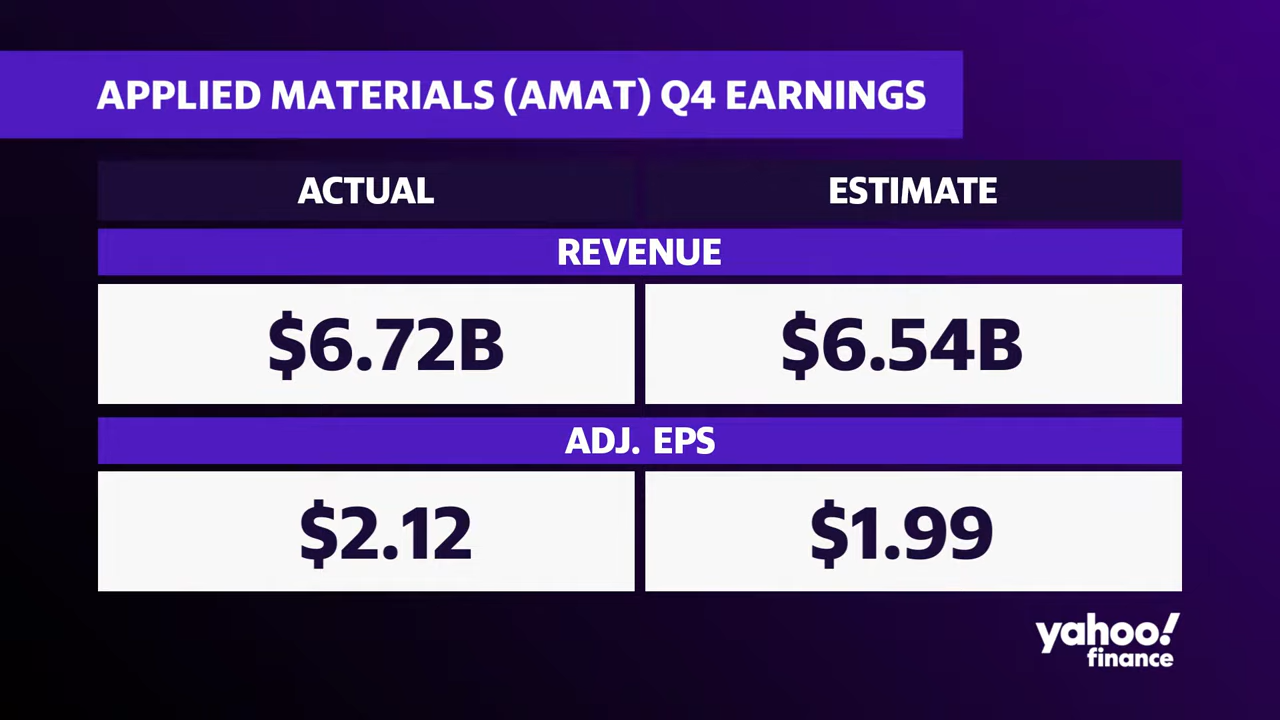 APPLIED MATERIALS (AMAT) Q4 EARNINGS
ACTUAL ESTIMATE
REVENUE
$6.72B $6.54B
ADJ. EPS
$2.12 $1.99
yahoo!
finance